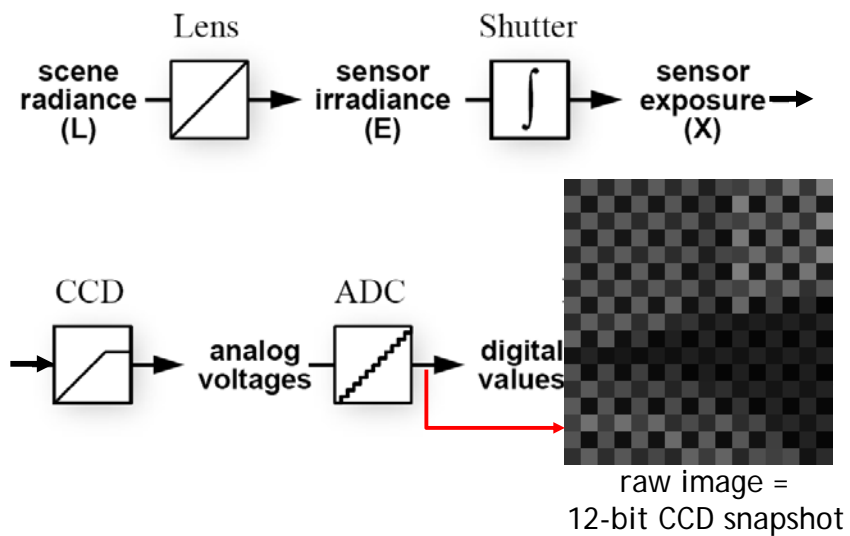 Lens
Shutter
scene
radiance
(L)
sensor
irradiance
(E)
∫
sensor
exposure
(X)
CCD
ADC
analog
voltages
digital
values
raw image =
12-bit CCD snapshot